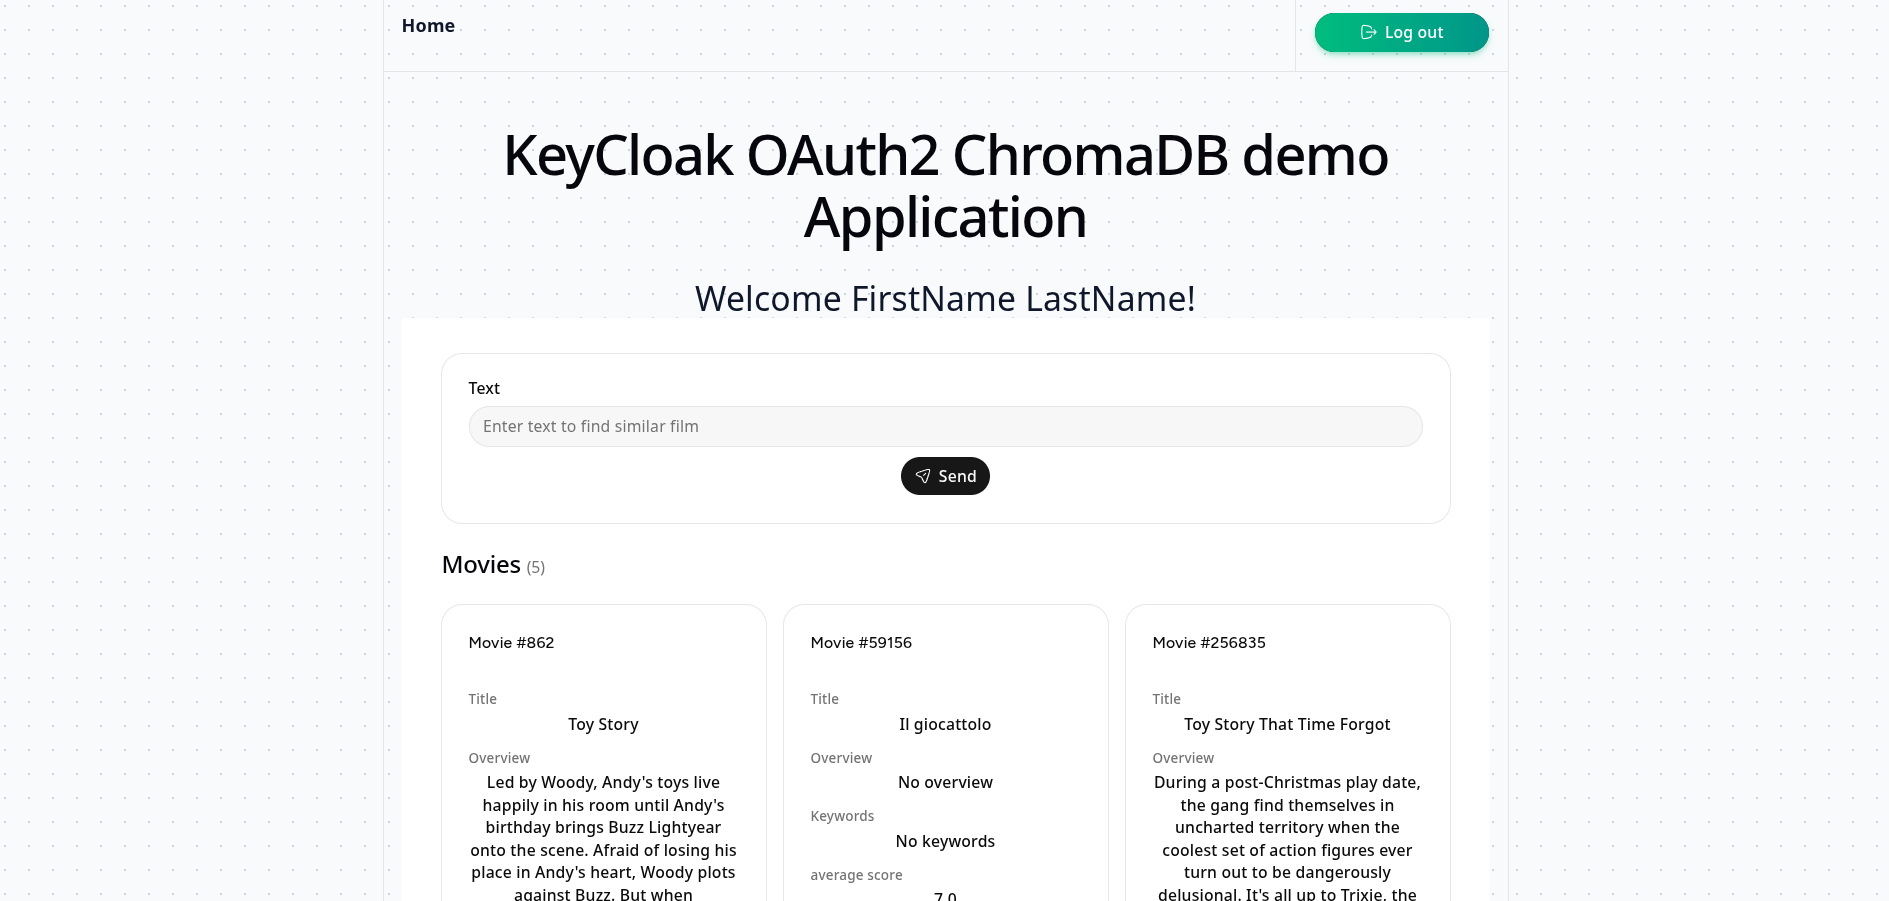 Home
Log out
KeyCloak OAuth2 ChromaDB demo
Application
Welcome FirstName LastName!
Text
Enter text to find similar film
Send
Movies (5)
Movie #862
Title
Toy Story
Overview
Led by Woody, Andy's toys live
happily in his room until Andy's
birthday brings Buzz Lightyear
onto the scene. Afraid of losing his
place in Andy's heart, Woody plots
against Buzz. But when
Movie #59156
Title
Il giocattolo
Overview
No overview
Keywords
No keywords
average score
7.0
Movie #256835
Title
Toy Story That Time Forgot
Overview
During a post-Christmas play date,
the gang find themselves in
uncharted territory when the
coolest set of action figures ever
turn out to be dangerously
delusional. It's all up to Trixie, the